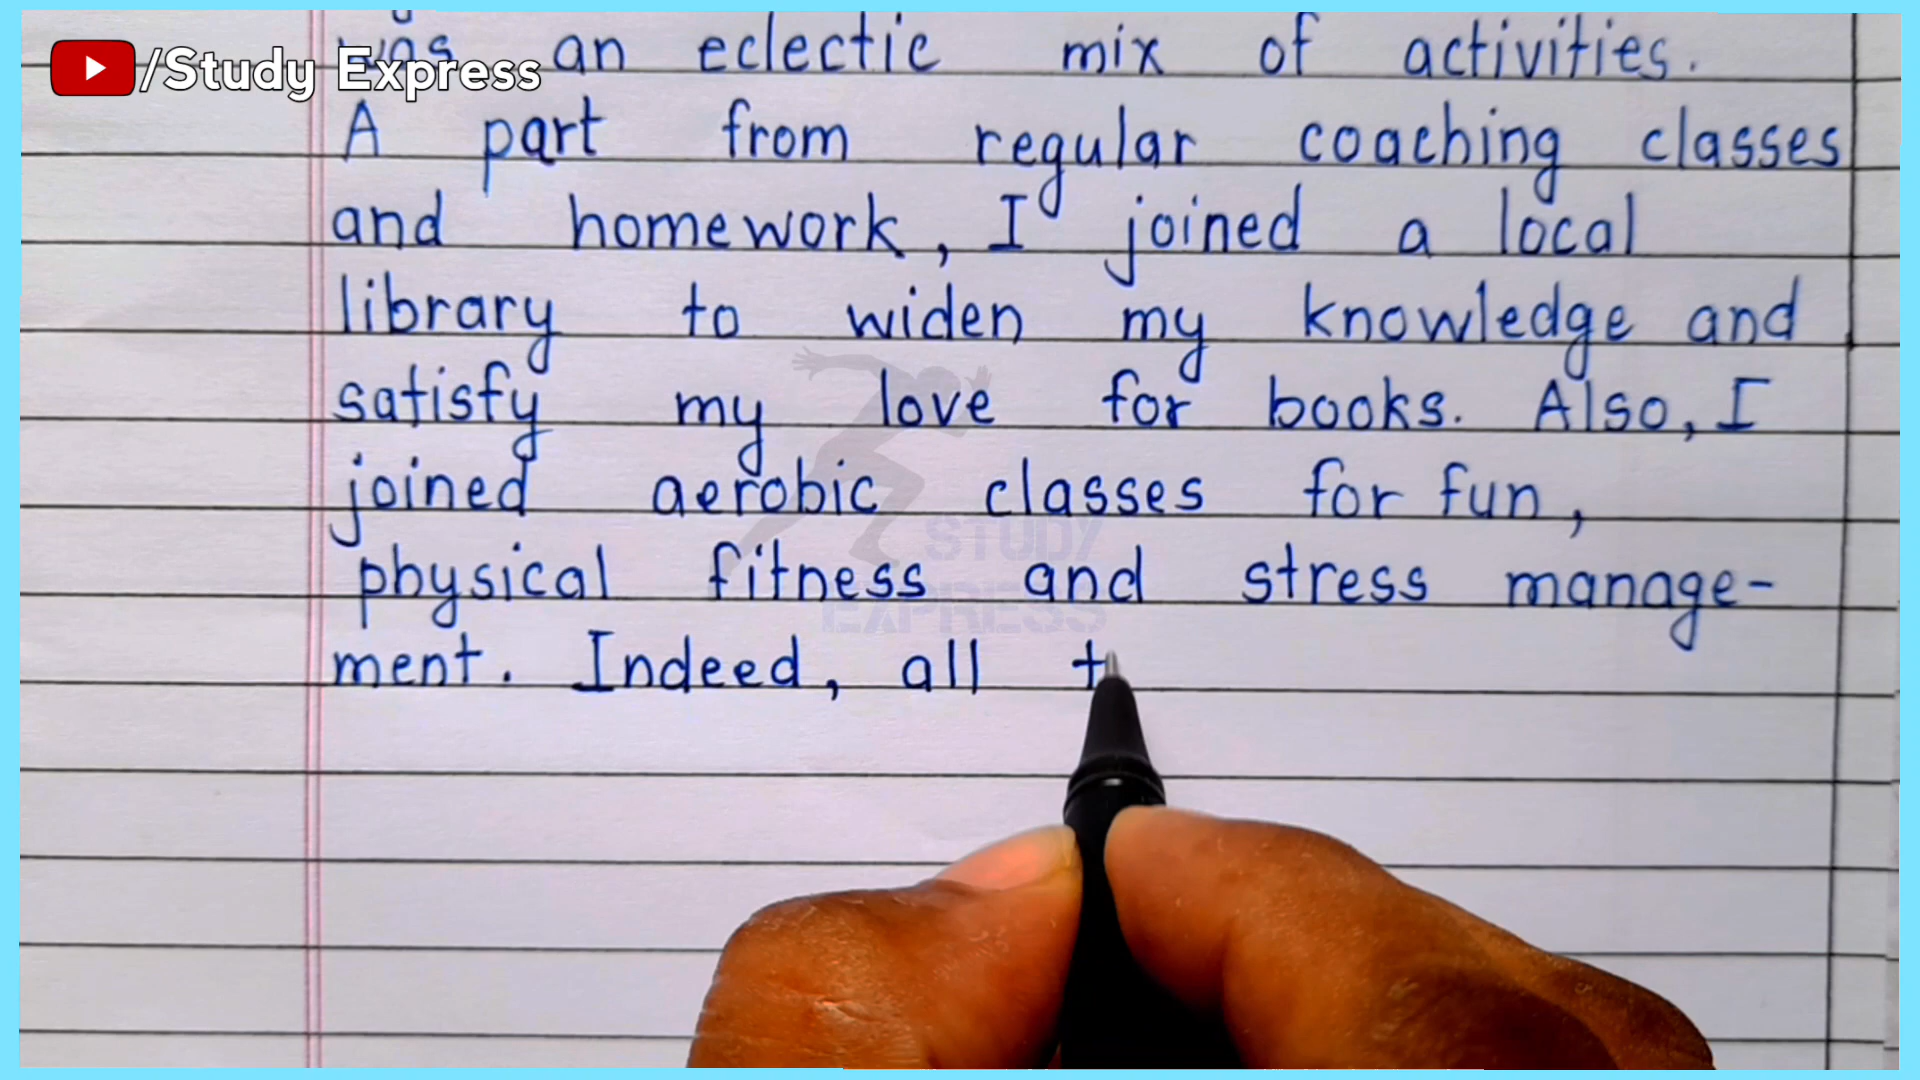 /Study Express
was an eclectic mix of activities.
A part from regular coaching classes
and homework, I joined a local
library to widen my knowledge and
satisfy my love for books. Also, I
joined aerobic classes for fun,
physical fitness and stress manage-
ment. Indeed, all t
STUDY
EXPRESS